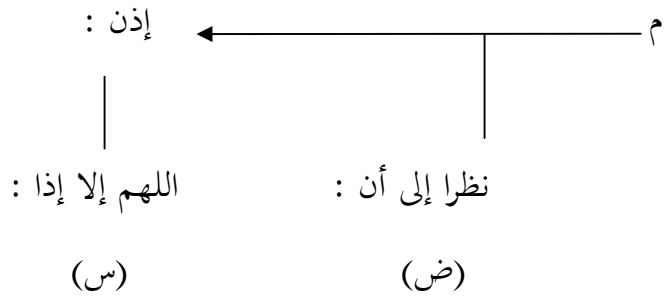 م إذن :
نظرا إلى أن : اللهم إلا إذا :
(ض) (س)